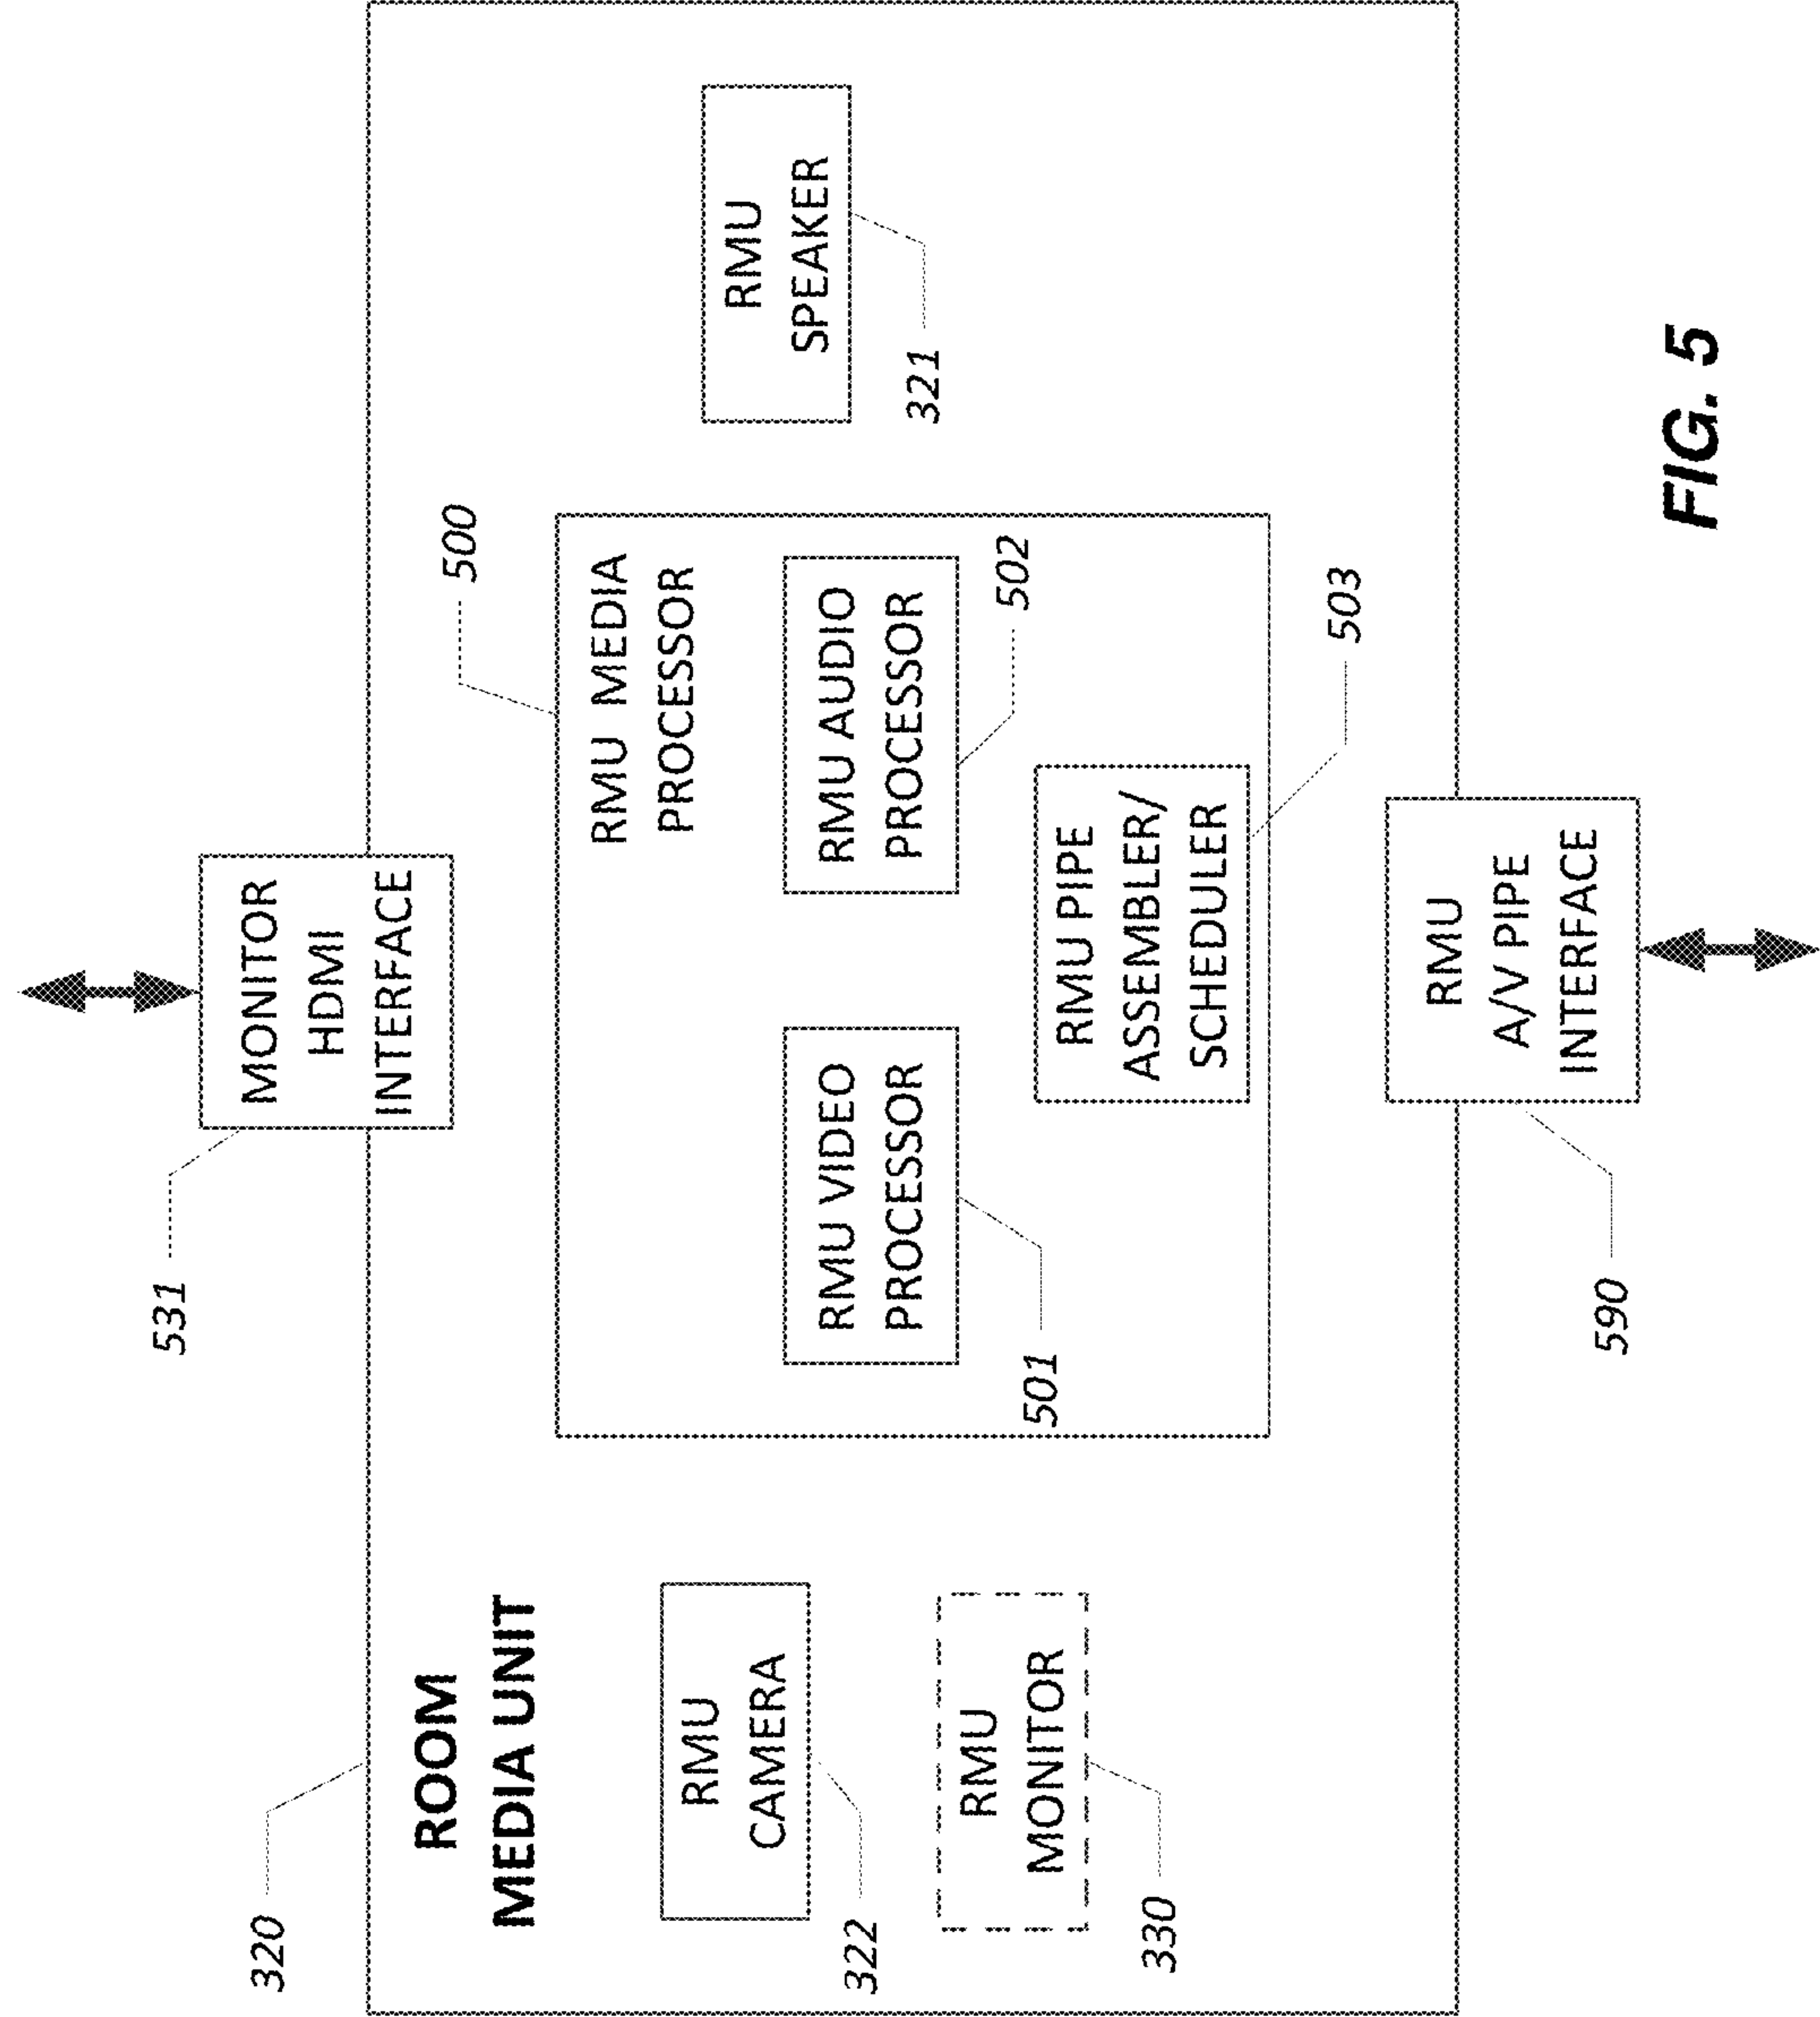 531
MONITOR
HDMI
INTERFACE
320
ROOM
MEDIA UNIT
500
RMU MEDIA
PROCESSOR
RMU
CAMERA
322
RMU VIDEO
PROCESSOR
501
RMU AUDIO
PROCESSOR
502
RMU
SPEAKER
321
RMU
MONITOR
330
RMU PIPE
ASSEMBLER/
SCHEDULER
503
RMU
A/V PIPE
INTERFACE
590
FIG. 5